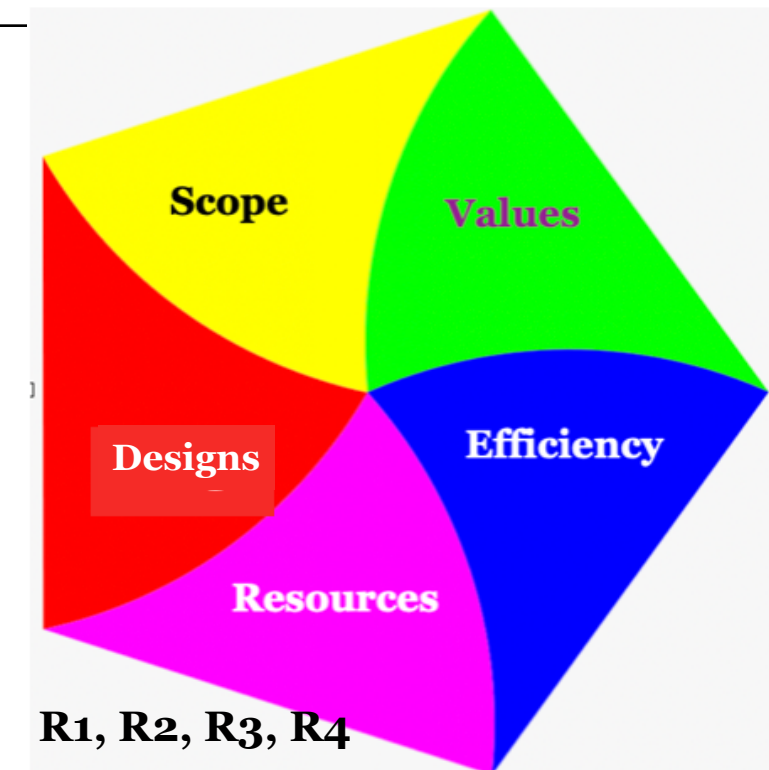 Scope
Values
Efficiency
Designs
Resources
R1, R2, R3, R4